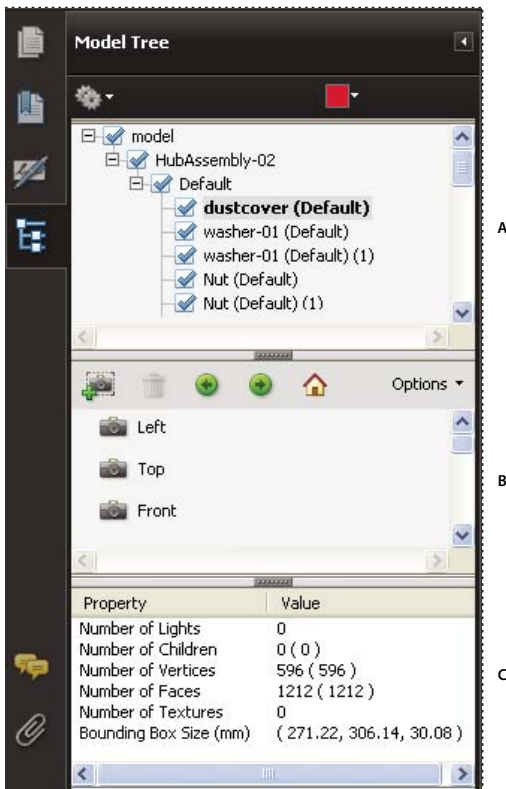 Model Tree
model
HubAssembly-02
Default
dustcover (Default)
washer-01 (Default)
washer-01 (Default) (1)
Nut (Default)
Nut (Default) (1)
A
Options
Left
Top
Front
B
Property Value
Number of Lights 0
Number of Children 0 ( 0 )
Number of Vertices 596 ( 596 )
Number of Faces 1212 ( 1212 )
Number of Textures 0
Bounding Box Size (mm) ( 271.22, 306.14, 30.08 )
C